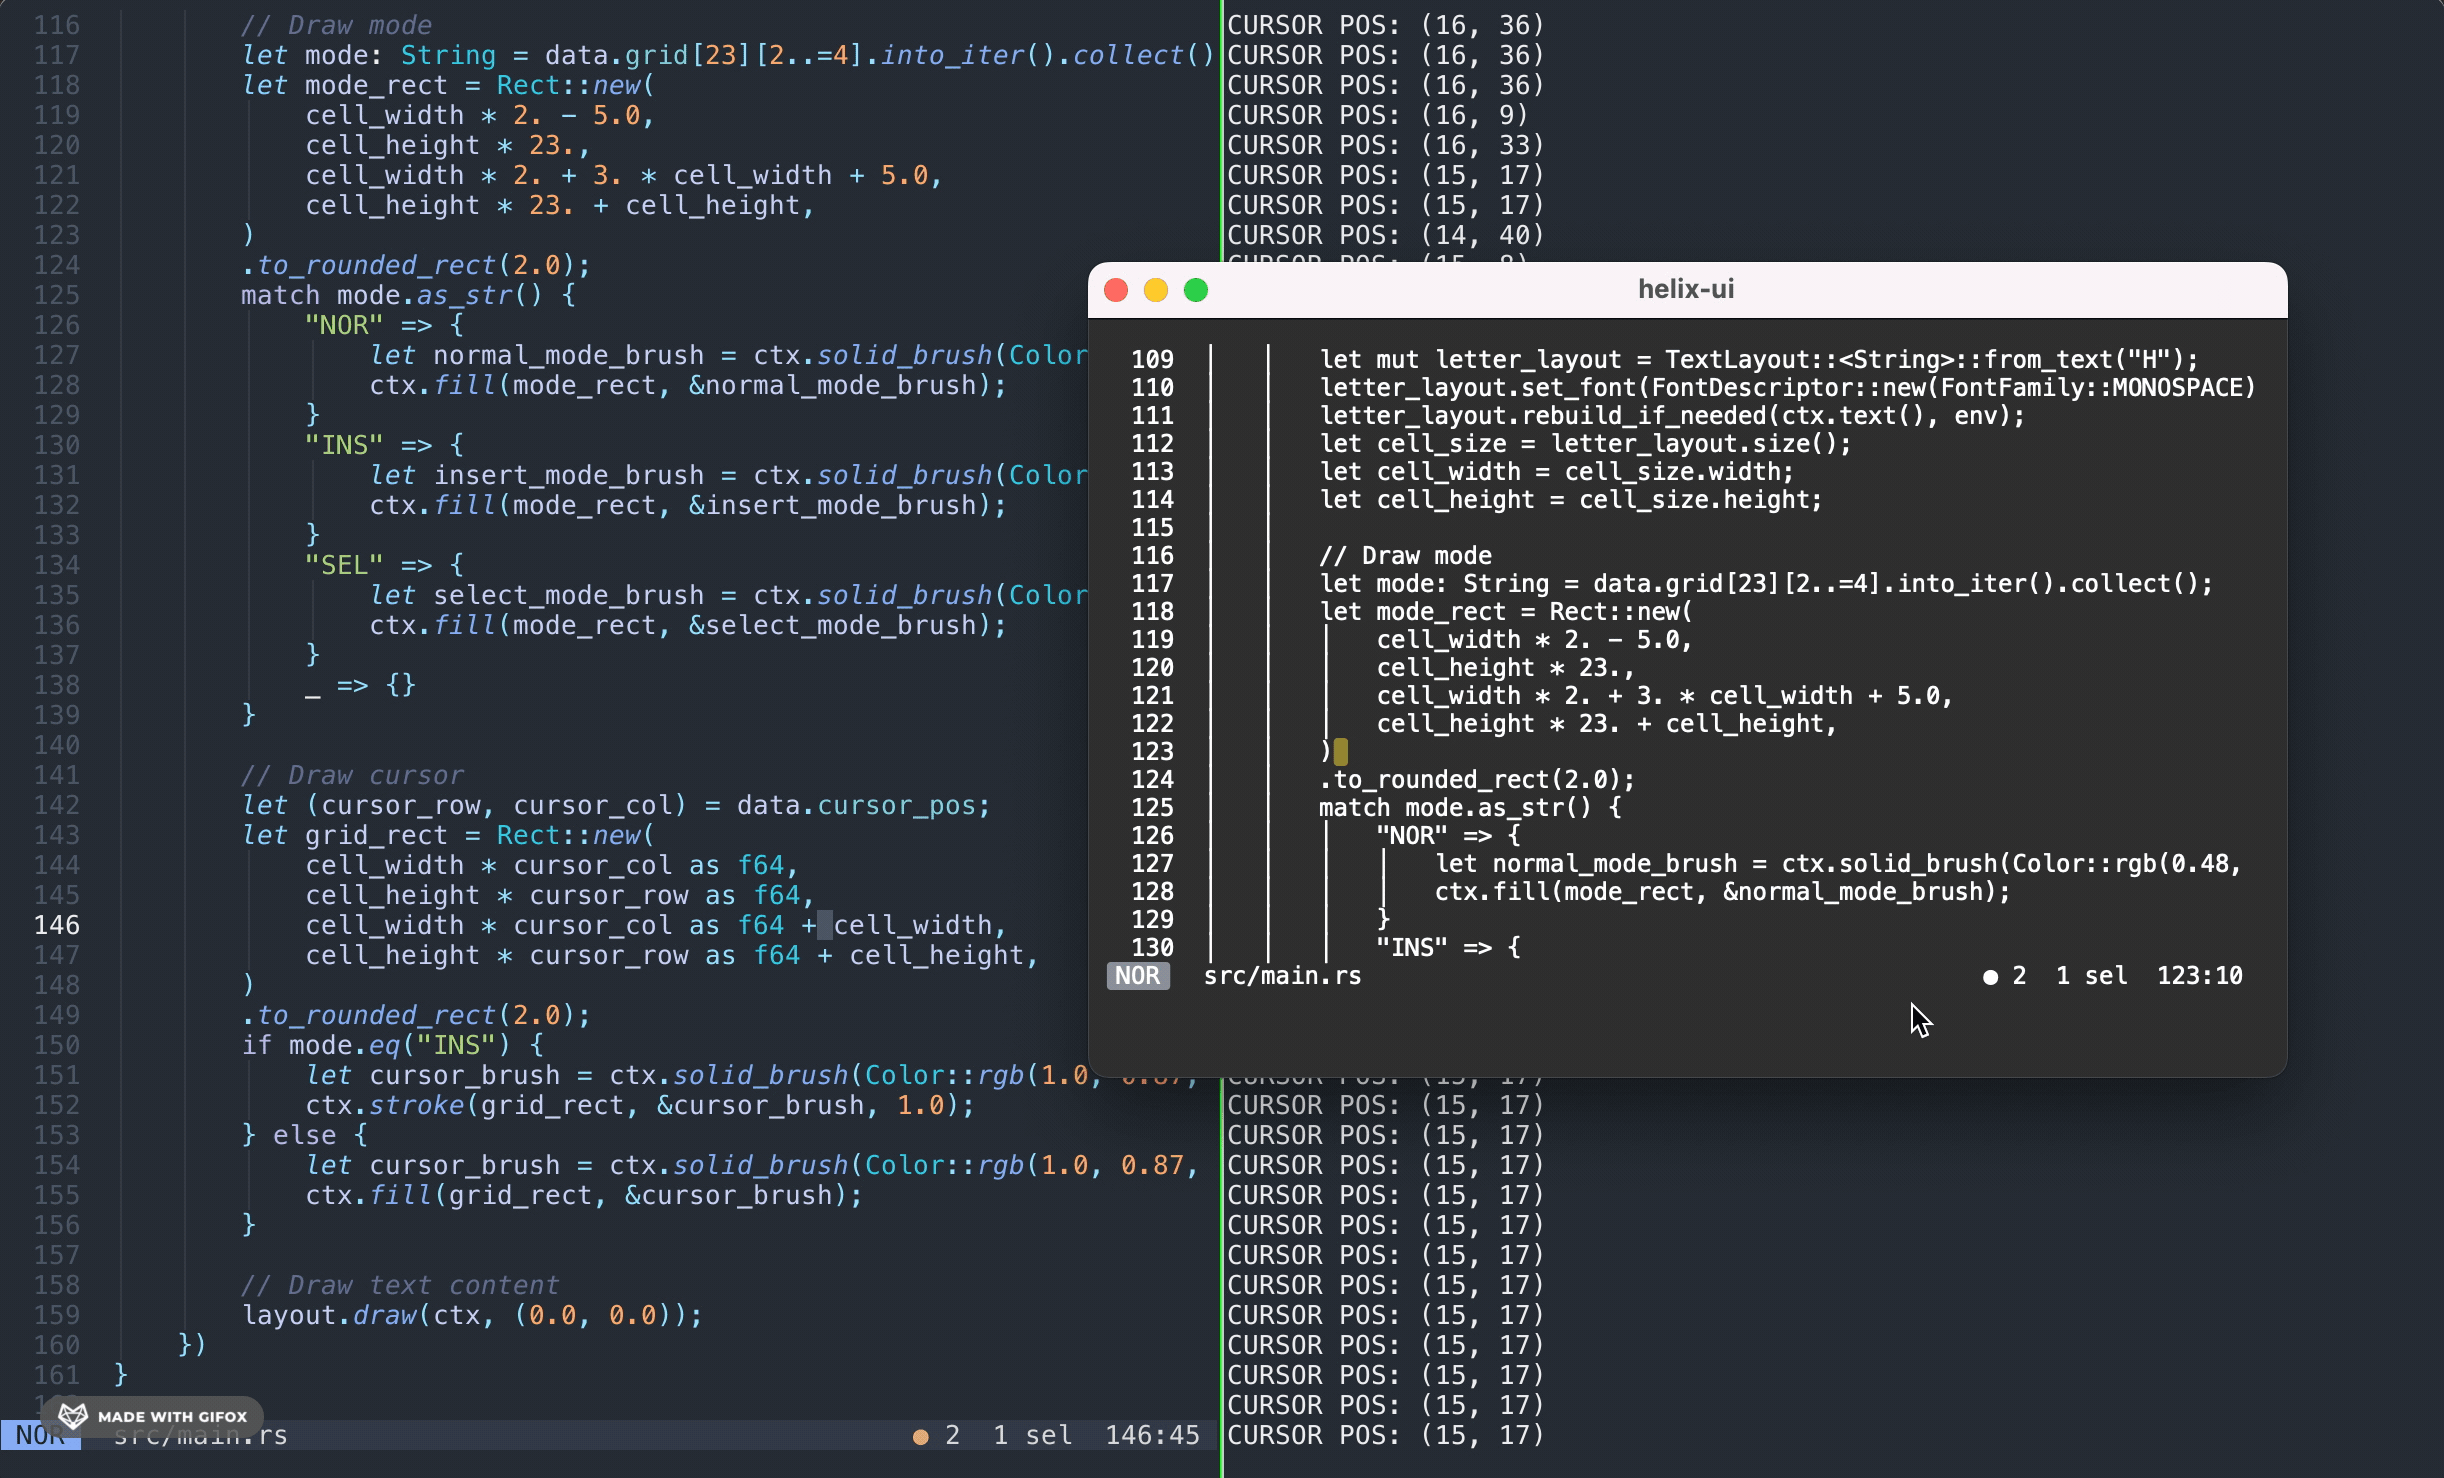 116 // Draw mode
117 let mode: String = data.grid[23][2..=4].into_iter().collect()
118 let mode_rect = Rect::new(
119 cell_width * 2. - 5.0,
120 cell_height * 23.,
121 cell_width * 2. + 3. * cell_width + 5.0,
122 cell_height * 23. + cell_height,
123 )
124 .to_rounded_rect(2.0);
125 match mode.as_str() {
126 "NOR" => {
127 let normal_mode_brush = ctx.solid_brush(Color
128 ctx.fill(mode_rect, &normal_mode_brush);
129 }
130 "INS" => {
131 let insert_mode_brush = ctx.solid_brush(Color
132 ctx.fill(mode_rect, &insert_mode_brush);
133 }
134 "SEL" => {
135 let select_mode_brush = ctx.solid_brush(Color
136 ctx.fill(mode_rect, &select_mode_brush);
137 }
138 _ => {}
139 }
140
141 // Draw cursor
142 let (cursor_row, cursor_col) = data.cursor_pos;
143 let grid_rect = Rect::new(
144 cell_width * cursor_col as f64,
145 cell_height * cursor_row as f64,
146 cell_width * cursor_col as f64 + cell_width,
147 cell_height * cursor_row as f64 + cell_height,
148 )
149 .to_rounded_rect(2.0);
150 if mode.eq("INS") {
151 let cursor_brush = ctx.solid_brush(Color::rgb(1.0, 0.87,
152 ctx.stroke(grid_rect, &cursor_brush, 1.0);
153 } else {
154 let cursor_brush = ctx.solid_brush(Color::rgb(1.0, 0.87,
155 ctx.fill(grid_rect, &cursor_brush);
156 }
157
158 // Draw text content
159 layout.draw(ctx, (0.0, 0.0));
160 })
161 }
MADE WITH GIFOX
NOR src/main.rs ● 2 1 sel 146:45
CURSOR POS: (16, 36)
CURSOR POS: (16, 36)
CURSOR POS: (16, 36)
CURSOR POS: (16, 9)
CURSOR POS: (16, 33)
CURSOR POS: (15, 17)
CURSOR POS: (15, 17)
CURSOR POS: (14, 40)
CURSOR POS: (15, 8)
helix-ui
109 let mut letter_layout = TextLayout::<String>::from_text("H");
110 letter_layout.set_font(FontDescriptor::new(FontFamily::MONOSPACE)
111 letter_layout.rebuild_if_needed(ctx.text(), env);
112 let cell_size = letter_layout.size();
113 let cell_width = cell_size.width;
114 let cell_height = cell_size.height;
115
116 // Draw mode
117 let mode: String = data.grid[23][2..=4].into_iter().collect();
118 let mode_rect = Rect::new(
119 cell_width * 2. - 5.0,
120 cell_height * 23.,
121 cell_width * 2. + 3. * cell_width + 5.0,
122 cell_height * 23. + cell_height,
123 )
124 .to_rounded_rect(2.0);
125 match mode.as_str() {
126 "NOR" => {
127 let normal_mode_brush = ctx.solid_brush(Color::rgb(0.48,
128 ctx.fill(mode_rect, &normal_mode_brush);
129 }
130 "INS" => {
NOR src/main.rs ● 2 1 sel 123:10
CURSOR POS: (15, 17)
CURSOR POS: (15, 17)
CURSOR POS: (15, 17)
CURSOR POS: (15, 17)
CURSOR POS: (15, 17)
CURSOR POS: (15, 17)
CURSOR POS: (15, 17)
CURSOR POS: (15, 17)
CURSOR POS: (15, 17)
CURSOR POS: (15, 17)
CURSOR POS: (15, 17)
CURSOR POS: (15, 17)
CURSOR POS: (15, 17)